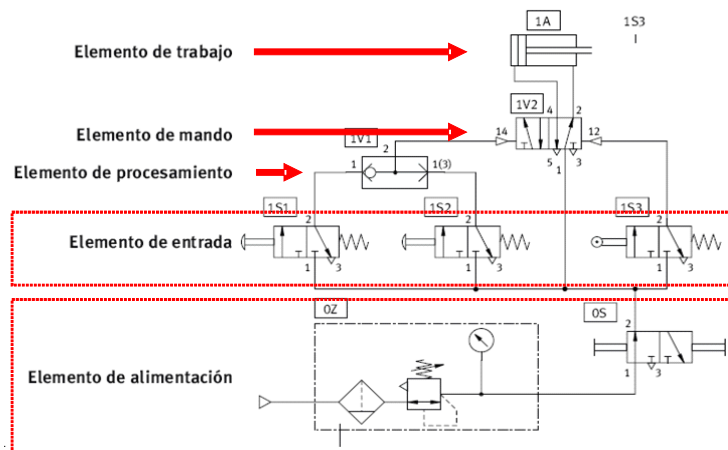 1A
1S3
Elemento de trabajo
1V2
4
2
Elemento de mando
1V1
14
12
2
5
1
3
Elemento de procesamiento
1
1(3)
1S1
1S2
1S3
2
2
2
Elemento de entrada
1
3
1
3
1
3
0Z
0S
2
1
3
Elemento de alimentación